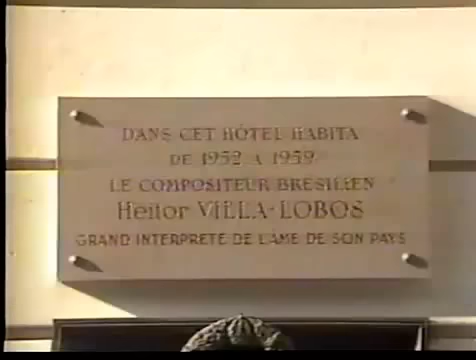 DANS CET HÔTEL HABITA
DE 1952 A 1959
LE COMPOSITEUR BRESILIEN
Heitor VILLA-LOBOS
GRAND INTERPRETE DE L'ÂME DE SON PAYS